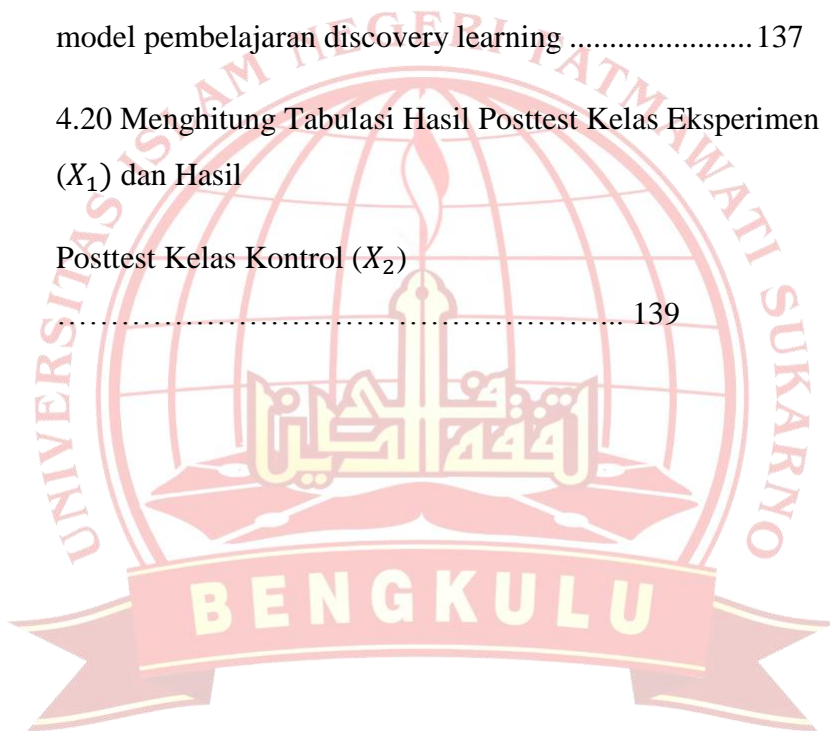 model pembelajaran discovery learning ....................... 137
4.20 Menghitung Tabulasi Hasil Posttest Kelas Eksperimen
(𝑋₁) dan Hasil
Posttest Kelas Kontrol (𝑋₂)
……………………………………………….... 139
UNIVERSITAS ISLAM NEGERI FATMAWATI SUKARNO
BENGKULU